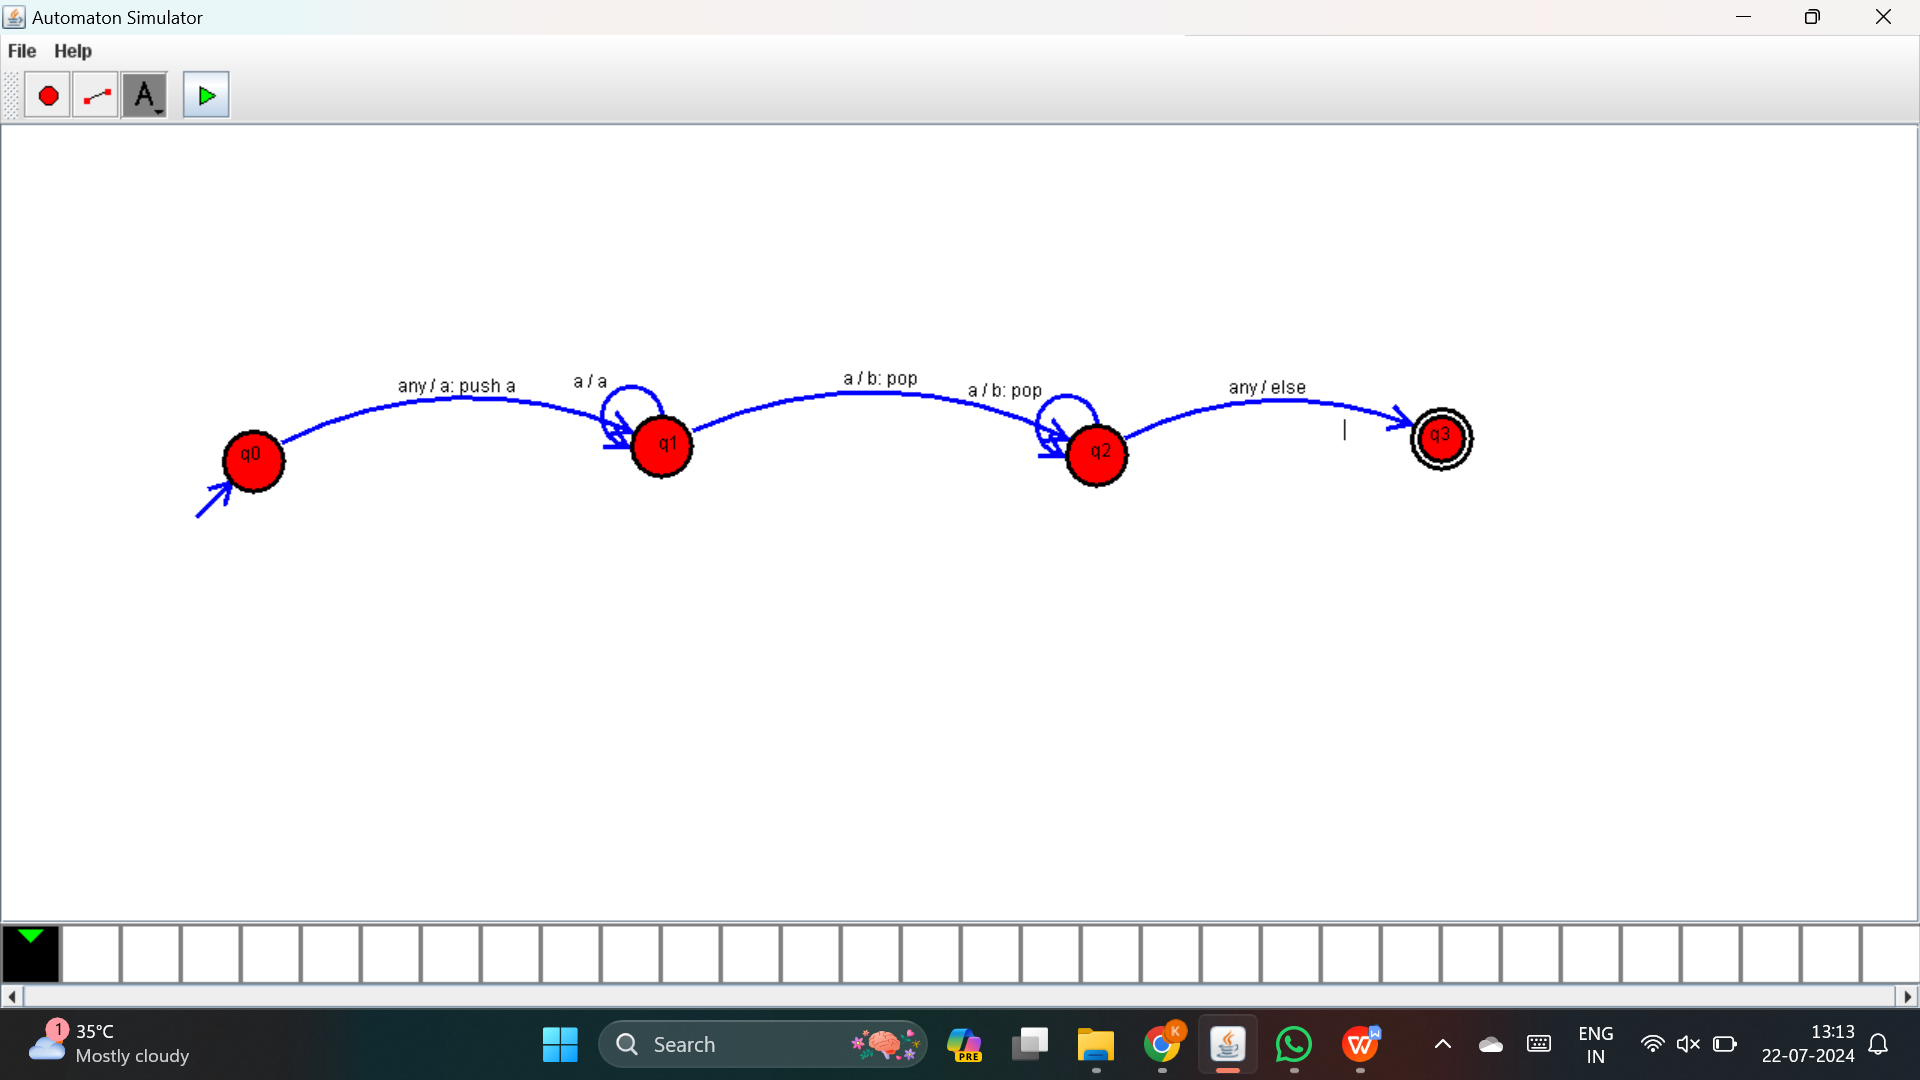 Automaton Simulator
File Help
A
any / a: push a
a / a
a / b: pop
a / b: pop
any / else
q0
q1
q2
q3
1
35°C
Mostly cloudy
Search
PRE
K
W
W
ENG
IN
13:13
22-07-2024